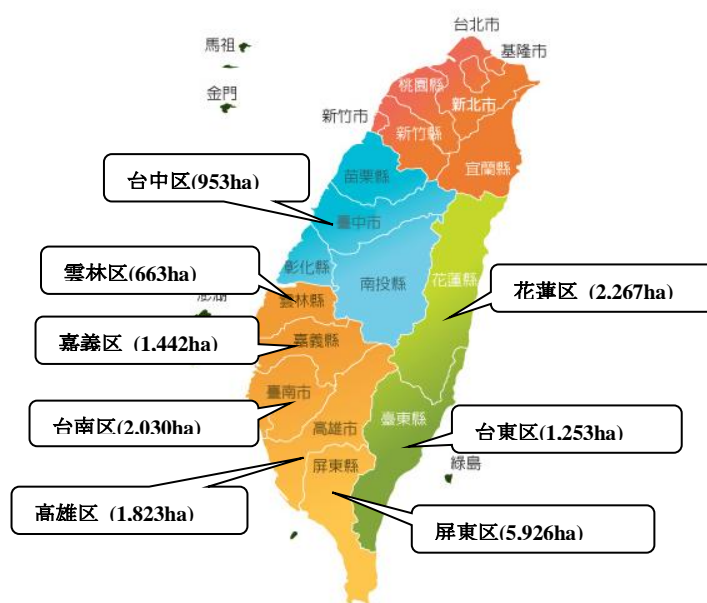 台北市
馬祖
基隆市
桃園縣
金門
新北市
新竹市
新竹縣
宜蘭縣
台中区(953ha)
苗栗縣
臺中市
雲林区(663ha)
彰化縣
南投縣
花蓮縣
花蓮区 (2,267ha)
澎湖
雲林縣
嘉義区 (1,442ha)
嘉義縣
臺南市
台南区(2,030ha)
高雄市
臺東縣
台東区(1,253ha)
屏東縣
綠島
高雄区 (1,823ha)
屏東区(5,926ha)